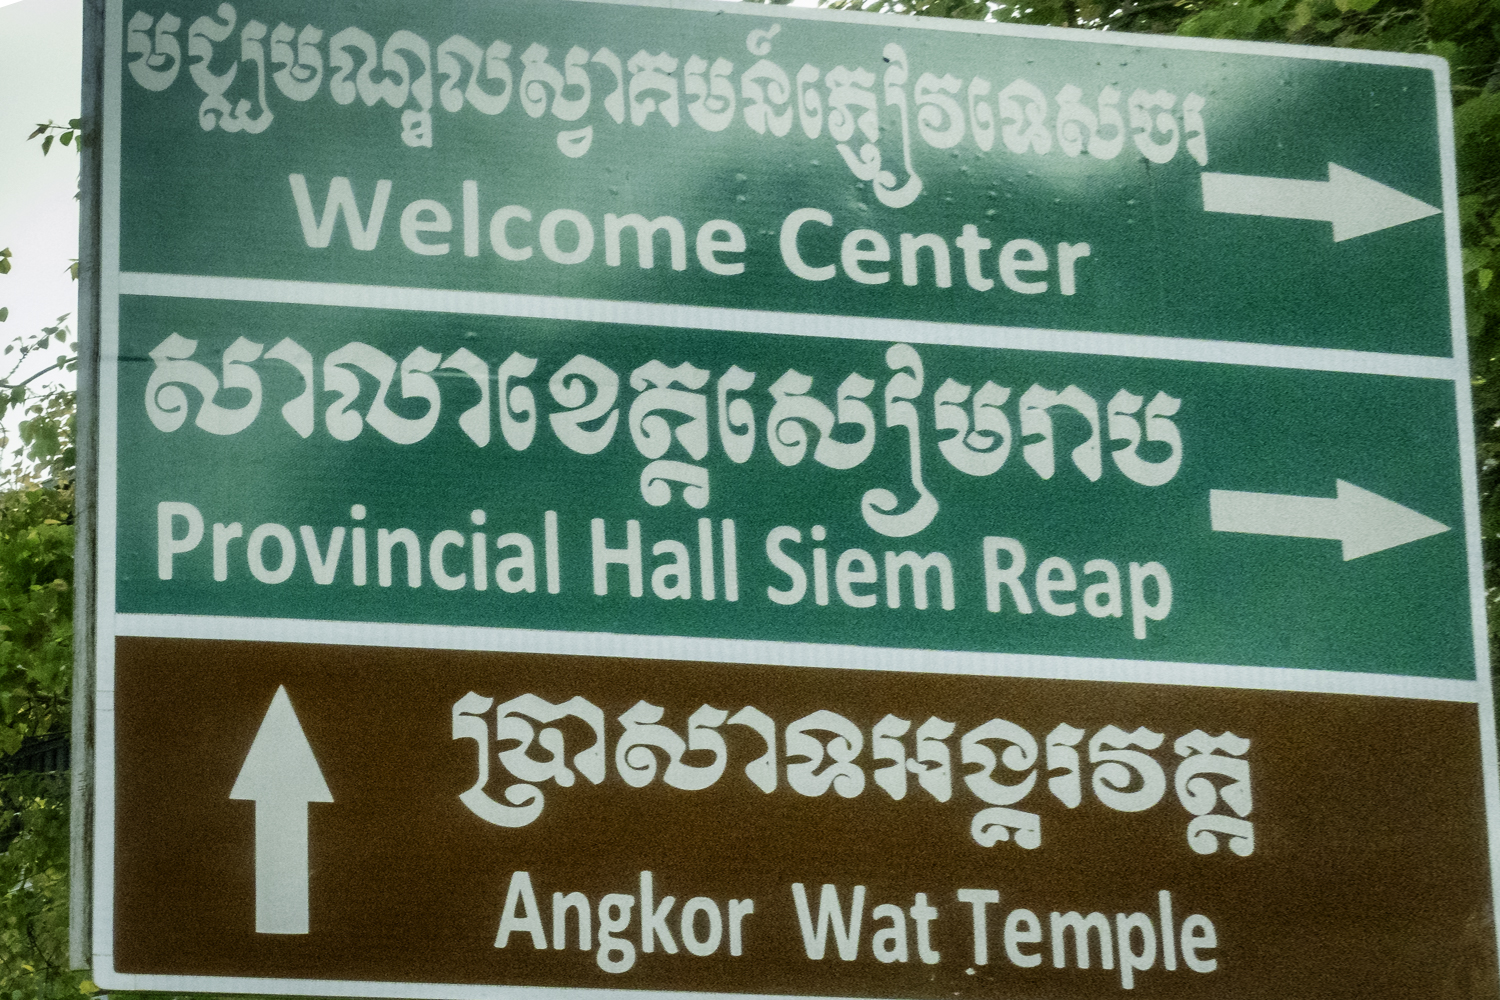 មជ្ឈមណ្ឌលស្វាគមន៍ភ្ញៀវទេសចរ
Welcome Center
សាលាខេត្តសៀមរាប
Provincial Hall Siem Reap
ប្រាសាទអង្គរវត្ត
Angkor Wat Temple